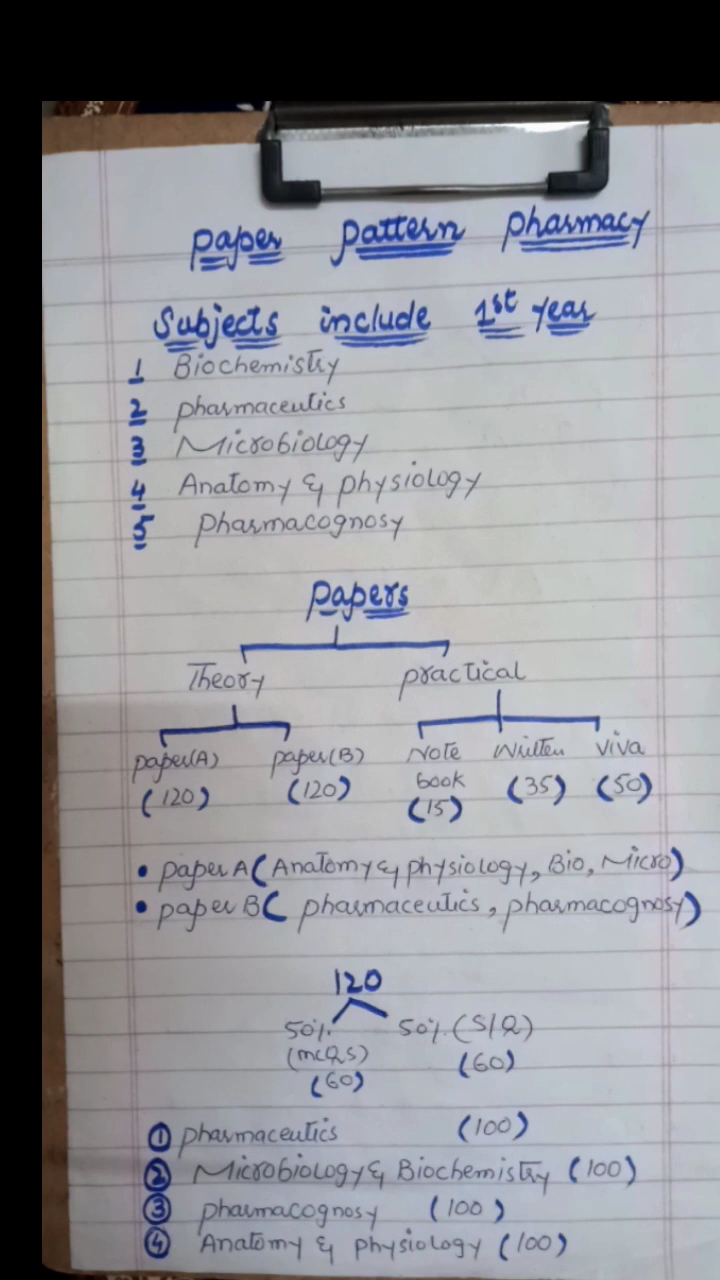 Paper Pattern Pharmacy
Subjects include 1st Year
1 Biochemistry
2 pharmaceutics
3 Microbiology
4 Anatomy & physiology
5 Pharmacognosy
Papers
Theory practical
paper(A) paper(B) Note Written Viva
book
(120) (120) (15) (35) (50)
• paper A (Anatomy & physiology, Bio, Micro)
• paper B ( pharmaceutics, pharmacognosy)
120
50% 50% (S/Q)
(MCQS) (60)
(60)
① pharmaceutics (100)
② Microbiology & Biochemistry (100)
③ pharmacognosy (100)
④ Anatomy & physiology (100)